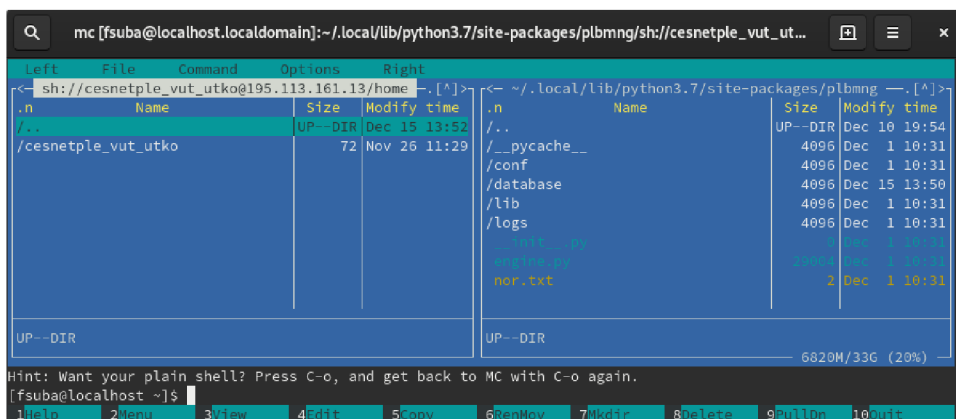 mc [fsuba@localhost.localdomain]:~/.local/lib/python3.7/site-packages/plbmng/sh://cesnetple_vut_ut...
Left File Command Options Right
<- sh://cesnetple_vut_utko@195.113.161.13/home -.[^]> <- ~/.local/lib/python3.7/site-packages/plbmng -.[^]>
.n Name Size Modify time .n Name Size Modify time
/.. UP--DIR Dec 15 13:52 /.. UP--DIR Dec 10 19:54
/cesnetple_vut_utko 72 Nov 26 11:29 /__pycache__ 4096 Dec 1 10:31
/conf 4096 Dec 1 10:31
/database 4096 Dec 15 13:50
/lib 4096 Dec 1 10:31
/logs 4096 Dec 1 10:31
__init__.py Dec 1 10:31
engine.py 29004 Dec 1 10:31
nor.txt 2 Dec 1 10:31
UP--DIR UP--DIR
6820M/33G (20%)
Hint: Want your plain shell? Press C-o, and get back to MC with C-o again.
[fsuba@localhost ~]$
1Help 2Menu 3View 4Edit 5Copy 6RenMov 7Mkdir 8Delete 9PullDn 10Quit